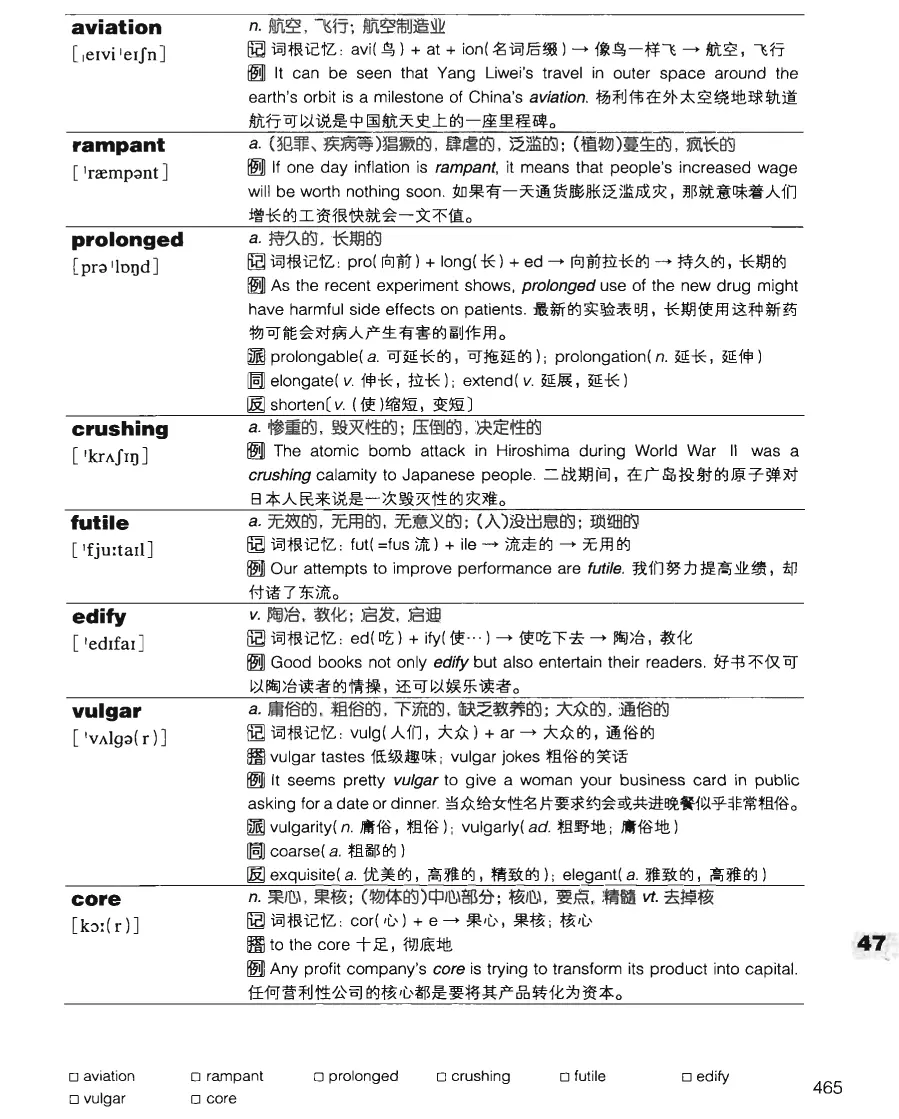 aviation n. 航空，飞行；航空制造业
[ˌeɪviˈeɪʃn] 记 词根记忆：avi(鸟) + at + ion(名词后缀) → 像鸟一样飞 → 航空，飞行
例 It can be seen that Yang Liwei's travel in outer space around the
earth's orbit is a milestone of China's aviation. 杨利伟在外太空绕地球轨道
航行可以说是中国航天史上的一座里程碑。
rampant a. (犯罪、疾病等)猖獗的，肆虐的，泛滥的；(植物)蔓生的，疯长的
[ˈræmpənt] 例 If one day inflation is rampant, it means that people's increased wage
will be worth nothing soon. 如果有一天通货膨胀泛滥成灾，那就意味着人们
增长的工资很快就会一文不值。
prolonged a. 持久的，长期的
[prəˈlɒŋd] 记 词根记忆：pro(向前) + long(长) + ed → 向前拉长的 → 持久的，长期的
例 As the recent experiment shows, prolonged use of the new drug might
have harmful side effects on patients. 最新的实验表明，长期使用这种新药
物可能会对病人产生有害的副作用。
派 prolongable(a. 可延长的，可拖延的)；prolongation(n. 延长，延伸)
同 elongate(v. 伸长，拉长)；extend(v. 延展，延长)
反 shorten〔v. (使)缩短，变短〕
crushing a. 惨重的，毁灭性的；压倒的，决定性的
[ˈkrʌʃɪŋ] 例 The atomic bomb attack in Hiroshima during World War II was a
crushing calamity to Japanese people. 二战期间，在广岛投射的原子弹对
日本人民来说是一次毁灭性的灾难。
futile a. 无效的，无用的，无意义的；(人)没出息的；琐细的
[ˈfjuːtaɪl] 记 词根记忆：fut(=fus 流) + ile → 流走的 → 无用的
例 Our attempts to improve performance are futile. 我们努力提高业绩，却
付诸了东流。
edify v. 陶冶，教化；启发，启迪
[ˈedɪfaɪ] 记 词根记忆：ed(吃) + ify(使…) → 使吃下去 → 陶冶，教化
例 Good books not only edify but also entertain their readers. 好书不仅可
以陶冶读者的情操，还可以娱乐读者。
vulgar a. 庸俗的，粗俗的，下流的，缺乏教养的；大众的，通俗的
[ˈvʌlɡə(r)] 记 词根记忆：vulg(人们，大众) + ar → 大众的，通俗的
搭 vulgar tastes 低级趣味；vulgar jokes 粗俗的笑话
例 It seems pretty vulgar to give a woman your business card in public
asking for a date or dinner. 当众给女性名片要求约会或共进晚餐似乎非常粗俗。
派 vulgarity(n. 庸俗，粗俗)；vulgarly(ad. 粗野地；庸俗地)
同 coarse(a. 粗鄙的)
反 exquisite(a. 优美的，高雅的，精致的)；elegant(a. 雅致的，高雅的)
core n. 果心，果核；(物体的)中心部分；核心，要点，精髓 vt. 去掉核
[kɔː(r)] 记 词根记忆：cor(心) + e → 果心，果核；核心
搭 to the core 十足，彻底地
例 Any profit company's core is trying to transform its product into capital.
任何营利性公司的核心都是要将其产品转化为资本。
47
□ aviation □ rampant □ prolonged □ crushing □ futile □ edify
□ vulgar □ core
465